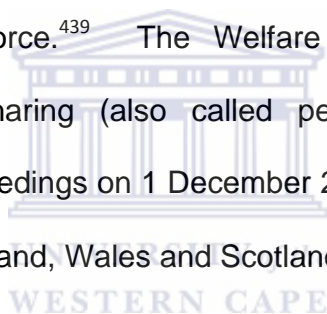 orce.⁴³⁹ The Welfare
haring (also called pe
eedings on 1 December 2
and, Wales and Scotland
UNIVERSITY of the
WESTERN CAPE